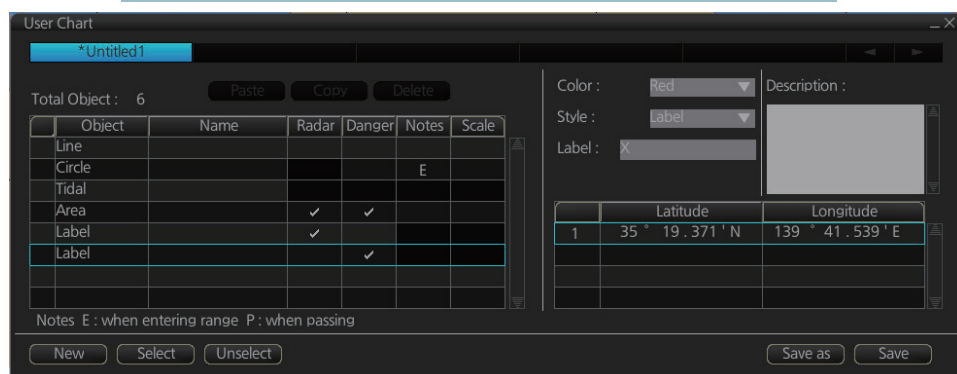 User Chart
*Untitled1
Total Object : 6
Paste Copy Delete
Object Name Radar Danger Notes Scale
Line
Circle E
Tidal
Area ✓ ✓
Label ✓
Label ✓
Notes E : when entering range P : when passing
Color : Red
Style : Label
Label : X
Description :
Latitude Longitude
1 35 ° 19 . 371 ' N 139 ° 41 . 539 ' E
New Select Unselect Save as Save